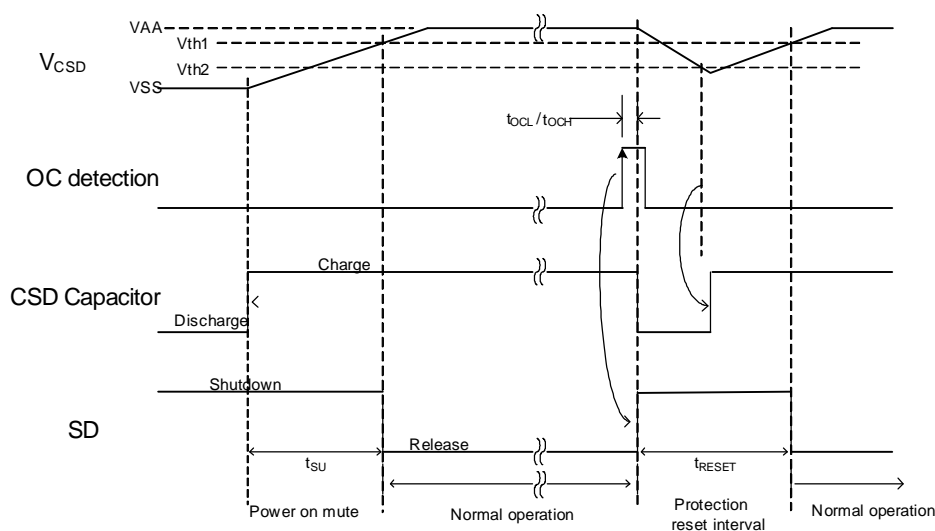 VAA
Vth1
VCSD
Vth2
VSS
tOCL / tOCH
OC detection
Charge
CSD Capacitor
Discharge
Shutdown
SD
Release
tSU
tRESET
Power on mute
Normal operation
Protection
reset interval
Normal operation